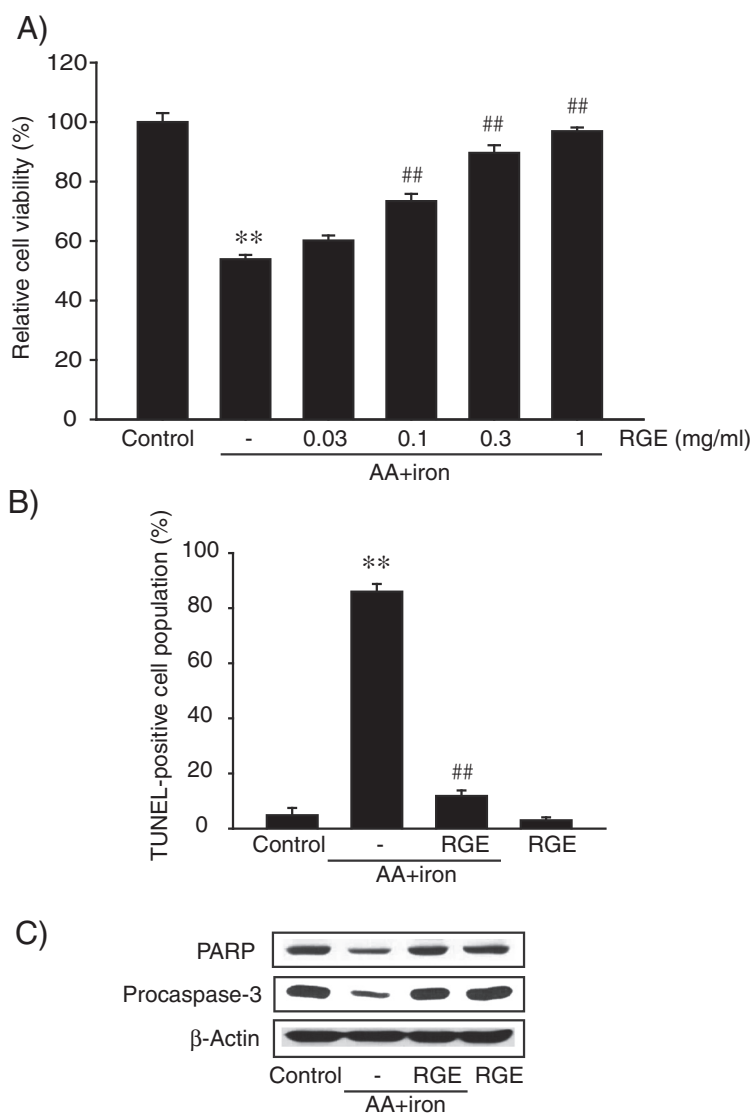 A)
Relative cell viability (%)
120
100
80
60
40
20
0
**
##
##
##
Control - 0.03 0.1 0.3 1 RGE (mg/ml)
AA+iron
B)
TUNEL-positive cell population (%)
100
80
60
40
20
0
**
##
Control - RGE RGE
AA+iron
C)
PARP
Procaspase-3
β-Actin
Control - RGE RGE
AA+iron